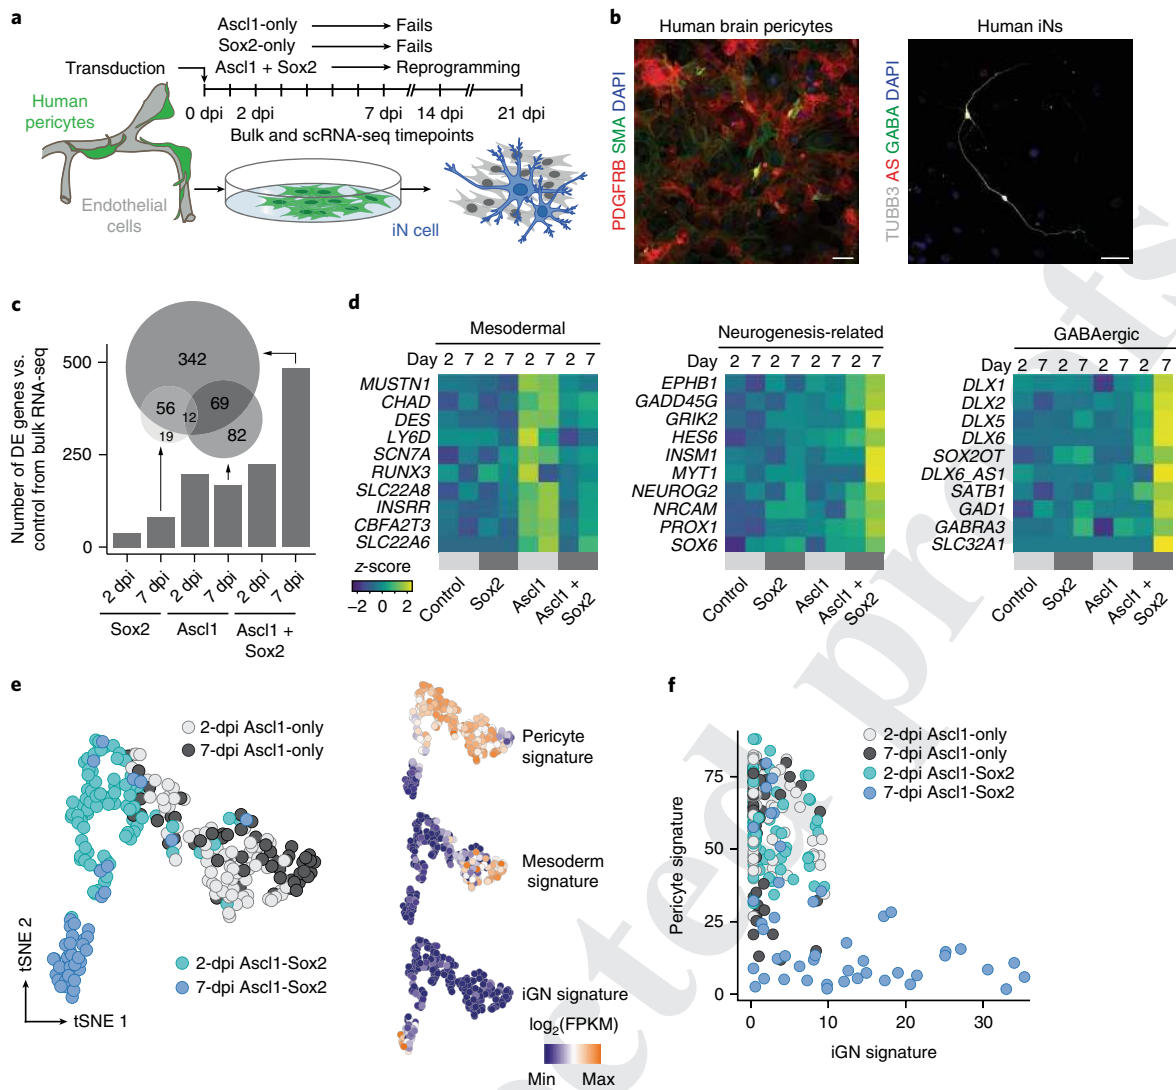 a
Ascl1-only Fails
Sox2-only Fails
Transduction Ascl1 + Sox2 Reprogramming
Human
pericytes
0 dpi 2 dpi 7 dpi 14 dpi 21 dpi
Bulk and scRNA-seq timepoints
Endothelial
cells
iN cell
b
Human brain pericytes
PDGFRB SMA DAPI
Human iNs
TUBB3 AS GABA DAPI
c
Number of DE genes vs.
control from bulk RNA-seq
500
250
0
342
56
12
69
19
82
2 dpi 7 dpi 2 dpi 7 dpi 2 dpi 7 dpi
Sox2 Ascl1 Ascl1 +
Sox2
d
Mesodermal
Day 2 7 2 7 2 7 2 7
MUSTN1
CHAD
DES
LY6D
SCN7A
RUNX3
SLC22A8
INSRR
CBFA2T3
SLC22A6
z-score
−2 0 2
Control Sox2 Ascl1 Ascl1 +
Sox2
Neurogenesis-related
Day 2 7 2 7 2 7 2 7
EPHB1
GADD45G
GRIK2
HES6
INSM1
MYT1
NEUROG2
NRCAM
PROX1
SOX6
Control Sox2 Ascl1 Ascl1 +
Sox2
GABAergic
Day 2 7 2 7 2 7 2 7
DLX1
DLX2
DLX5
DLX6
SOX2OT
DLX6_AS1
SATB1
GAD1
GABRA3
SLC32A1
Control Sox2 Ascl1 Ascl1 +
Sox2
e
2-dpi Ascl1-only
7-dpi Ascl1-only
2-dpi Ascl1-Sox2
7-dpi Ascl1-Sox2
tSNE 2
tSNE 1
Pericyte
signature
Mesoderm
signature
iGN signature
log2(FPKM)
Min Max
f
2-dpi Ascl1-only
7-dpi Ascl1-only
2-dpi Ascl1-Sox2
7-dpi Ascl1-Sox2
Pericyte signature
75
50
25
0
0 10 20 30
iGN signature